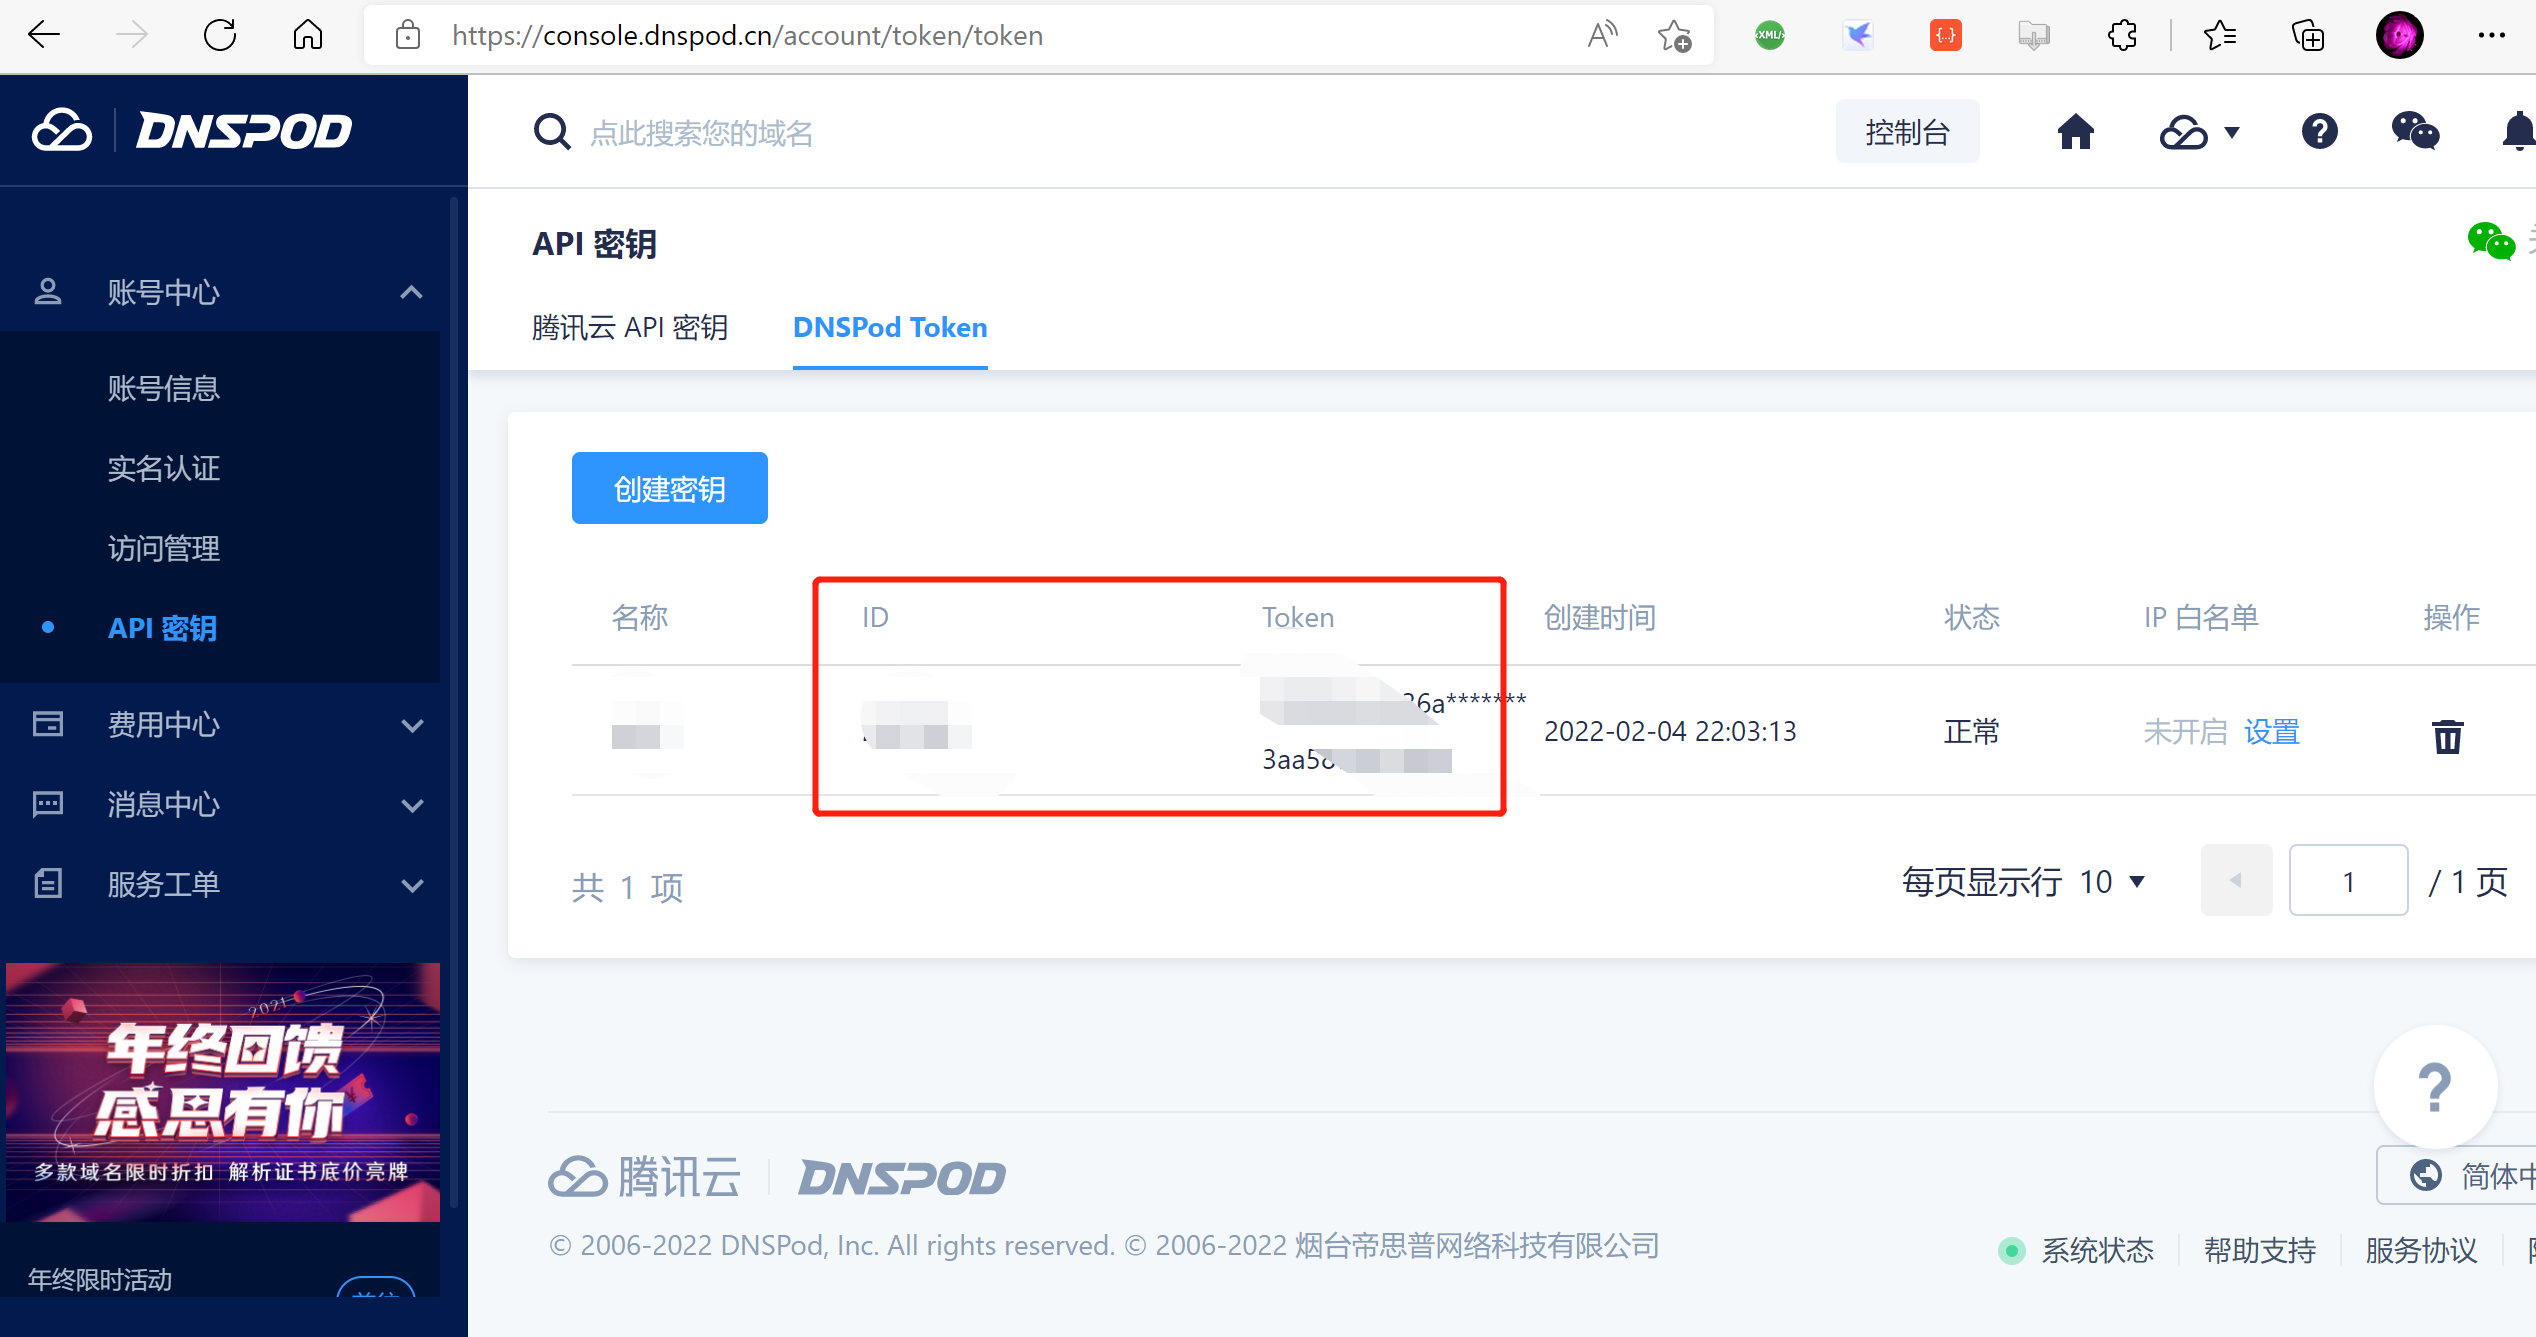 https://console.dnspod.cn/account/token/token
DNSPOD
点此搜索您的域名
控制台
API 密钥
腾讯云 API 密钥
DNSPod Token
账号中心
账号信息
实名认证
访问管理
API 密钥
费用中心
消息中心
服务工单
创建密钥
名称
ID
Token
创建时间
状态
IP 白名单
操作
6a*******
3aa58
2022-02-04 22:03:13
正常
未开启 设置
共 1 项
每页显示行 10
1
/ 1 页
2021
年终回馈
感恩有你
多款域名限时折扣 解析证书底价亮牌
年终限时活动
腾讯云
DNSPOD
简体中
© 2006-2022 DNSPod, Inc. All rights reserved. © 2006-2022 烟台帝思普网络科技有限公司
系统状态
帮助支持
服务协议